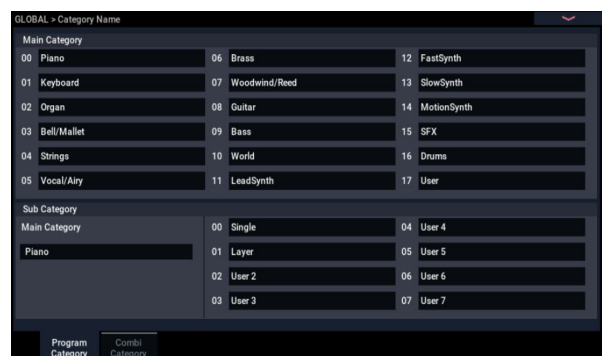 GLOBAL > Category Name
Main Category
00 Piano 06 Brass 12 FastSynth
01 Keyboard 07 Woodwind/Reed 13 SlowSynth
02 Organ 08 Guitar 14 MotionSynth
03 Bell/Mallet 09 Bass 15 SFX
04 Strings 10 World 16 Drums
05 Vocal/Airy 11 LeadSynth 17 User
Sub Category
Main Category 00 Single 04 User 4
Piano 01 Layer 05 User 5
02 User 2 06 User 6
03 User 3 07 User 7
Program Combi
Category Category